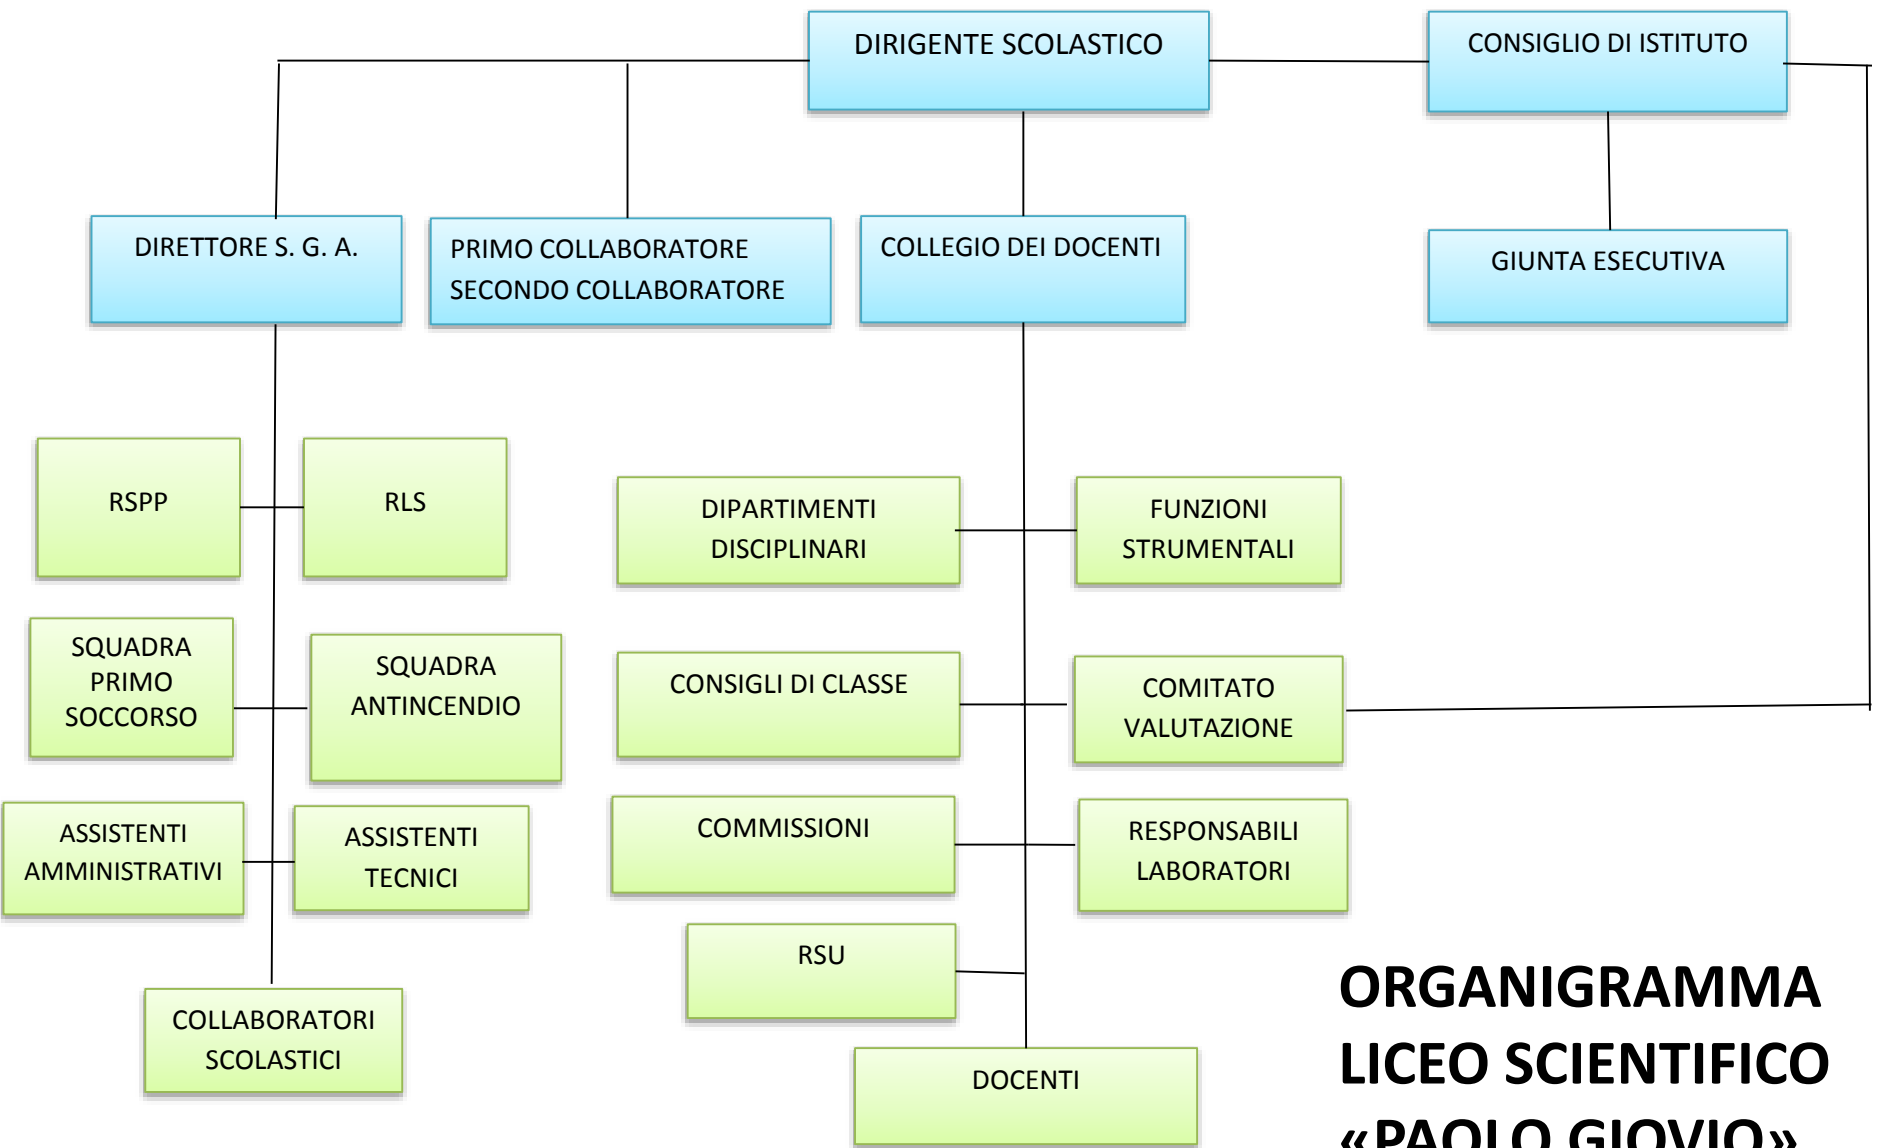 DIRIGENTE SCOLASTICO
CONSIGLIO DI ISTITUTO
DIRETTORE S. G. A.
PRIMO COLLABORATORE
SECONDO COLLABORATORE
COLLEGIO DEI DOCENTI
GIUNTA ESECUTIVA
RSPP
RLS
DIPARTIMENTI
DISCIPLINARI
FUNZIONI
STRUMENTALI
SQUADRA
PRIMO
SOCCORSO
SQUADRA
ANTINCENDIO
CONSIGLI DI CLASSE
COMITATO
VALUTAZIONE
ASSISTENTI
AMMINISTRATIVI
ASSISTENTI
TECNICI
COMMISSIONI
RESPONSABILI
LABORATORI
RSU
COLLABORATORI
SCOLASTICI
DOCENTI
ORGANIGRAMMA
LICEO SCIENTIFICO
«PAOLO GIOVIO»